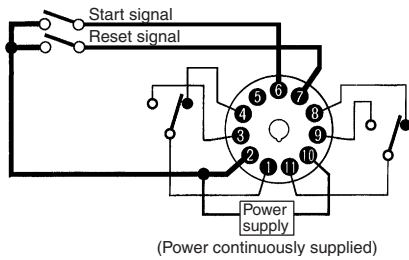 Start signal
Reset signal
6
5
7
4
8
3
9
2
10
1
11
Power
supply
(Power continuously supplied)